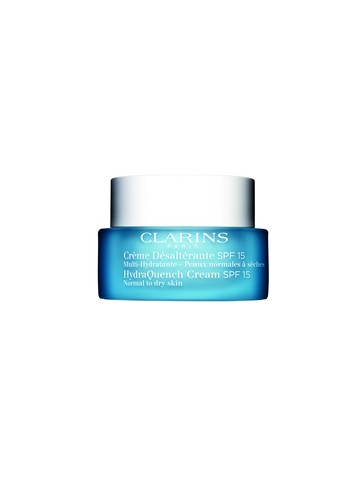 CLARINS
PARIS
Crème Désaltérante SPF 15
Multi-Hydratante - Peaux normales à sèches
HydraQuench Cream SPF 15
Normal to dry skin